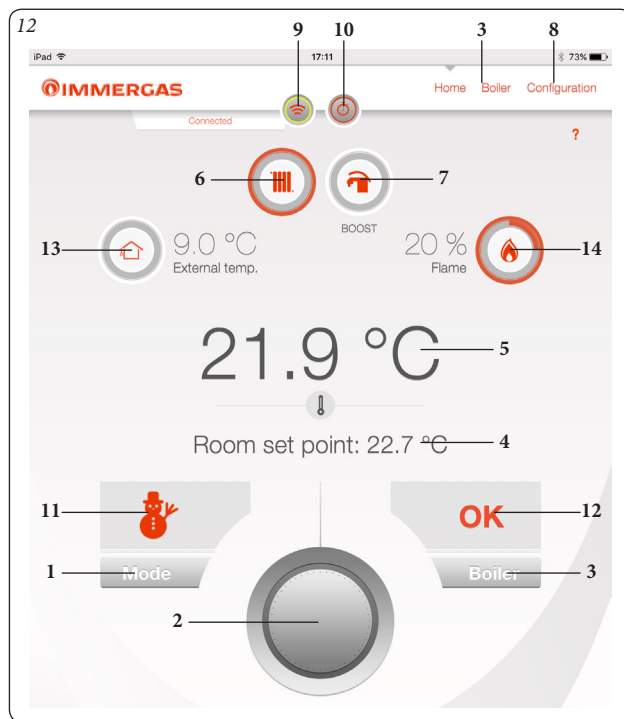 12
9 10 3 8
iPad 17:11 73%
IMMERGAS
Home Boiler Configuration
Connected
?
6 7
BOOST
13 9.0 °C 20 % 14
External temp. Flame
21.9 °C 5
Room set point: 22.7 °C 4
11 OK 12
1 Mode Boiler 3
2